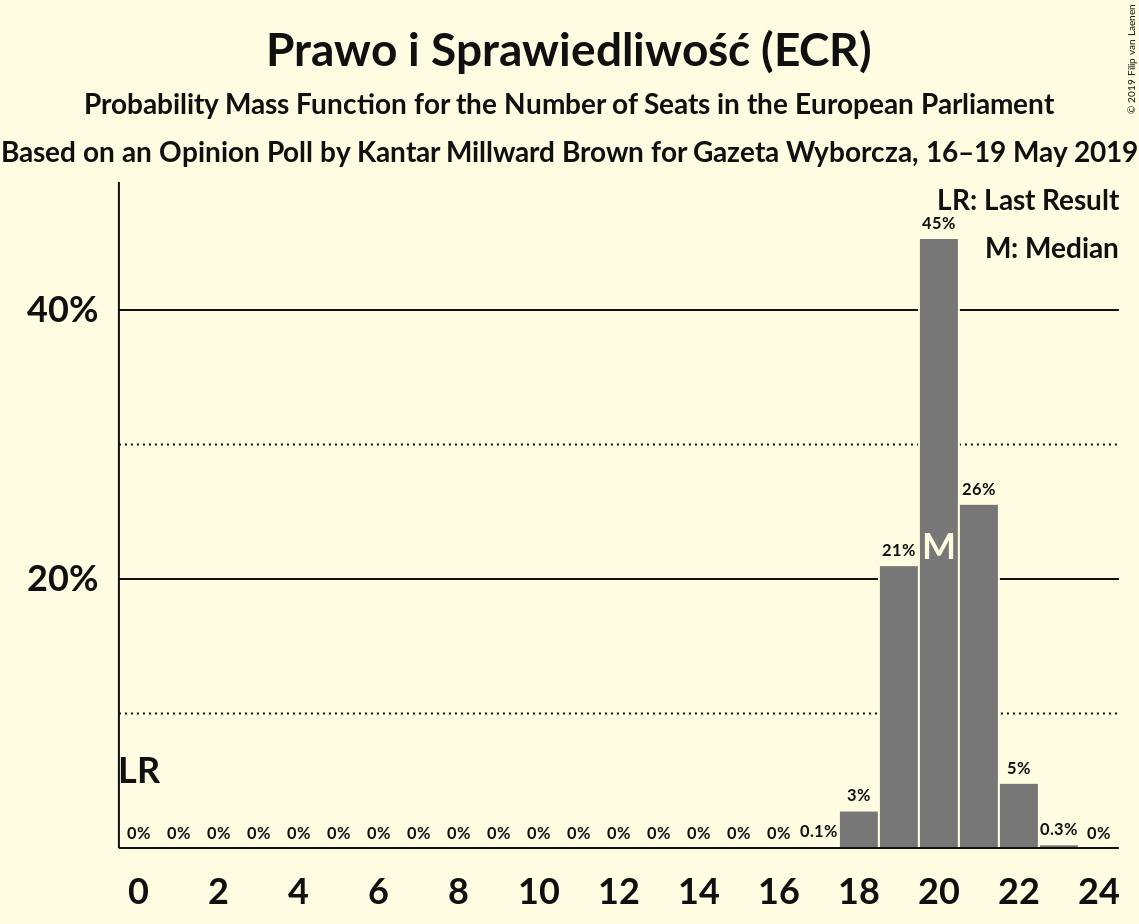 Prawo i Sprawiedliwość (ECR)
Probability Mass Function for the Number of Seats in the European Parliament
Based on an Opinion Poll by Kantar Millward Brown for Gazeta Wyborcza, 16–19 May 2019
© 2019 Filip van Laenen
LR: Last Result
M: Median
40%
20%
LR
M
0% 0% 0% 0% 0% 0% 0% 0% 0% 0% 0% 0% 0% 0% 0% 0% 0% 0.1% 3% 21% 45% 26% 5% 0.3% 0%
0 2 4 6 8 10 12 14 16 18 20 22 24